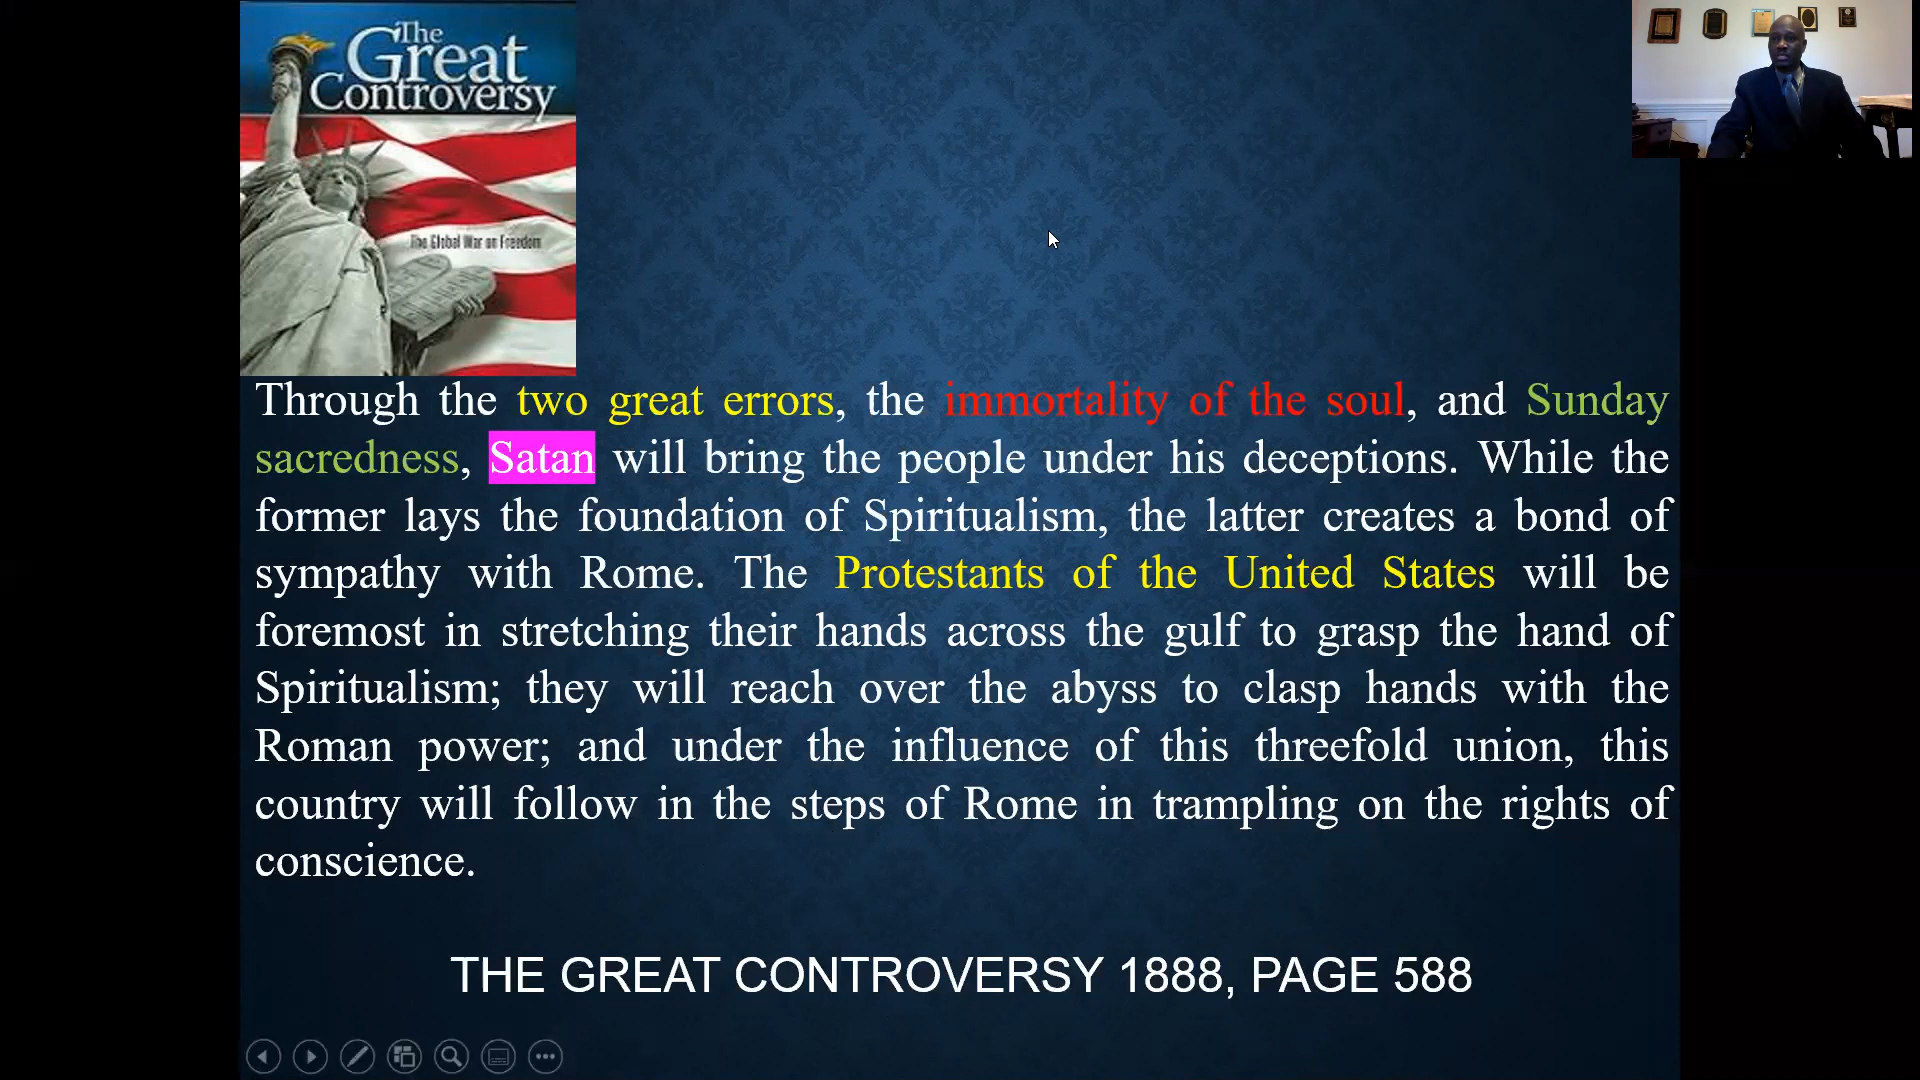 The
Great
Controversy
The Global War on Freedom
Through the two great errors, the immortality of the soul, and Sunday
sacredness, Satan will bring the people under his deceptions. While the
former lays the foundation of Spiritualism, the latter creates a bond of
sympathy with Rome. The Protestants of the United States will be
foremost in stretching their hands across the gulf to grasp the hand of
Spiritualism; they will reach over the abyss to clasp hands with the
Roman power; and under the influence of this threefold union, this
country will follow in the steps of Rome in trampling on the rights of
conscience.
THE GREAT CONTROVERSY 1888, PAGE 588